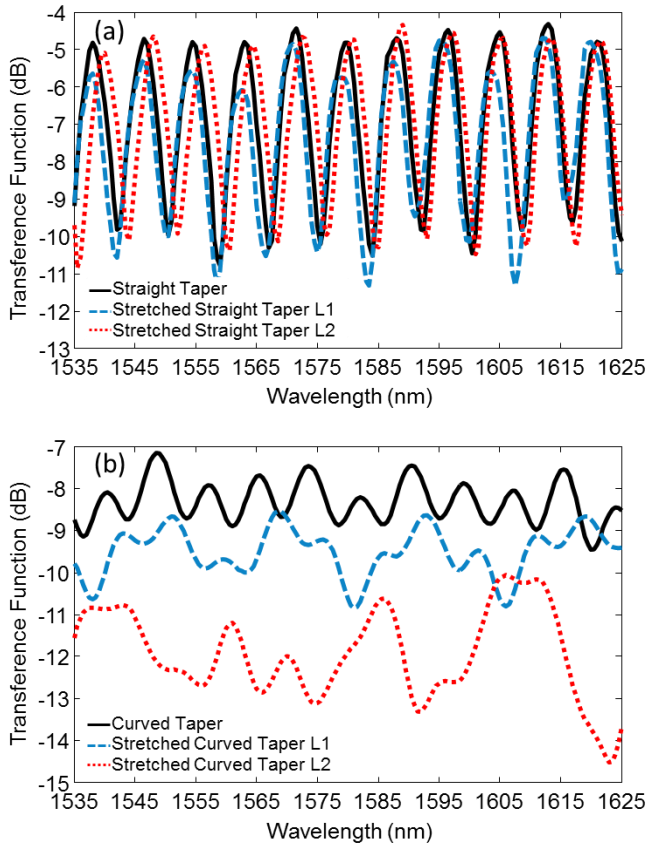 (a)
Transference Function (dB)
-4
-5
-6
-7
-8
-9
-10
-11
-12
-13
Straight Taper
Stretched Straight Taper L1
Stretched Straight Taper L2
1535 1545 1555 1565 1575 1585 1595 1605 1615 1625
Wavelength (nm)
(b)
Transference Function (dB)
-7
-8
-9
-10
-11
-12
-13
-14
-15
Curved Taper
Stretched Curved Taper L1
Stretched Curved Taper L2
1535 1545 1555 1565 1575 1585 1595 1605 1615 1625
Wavelength (nm)